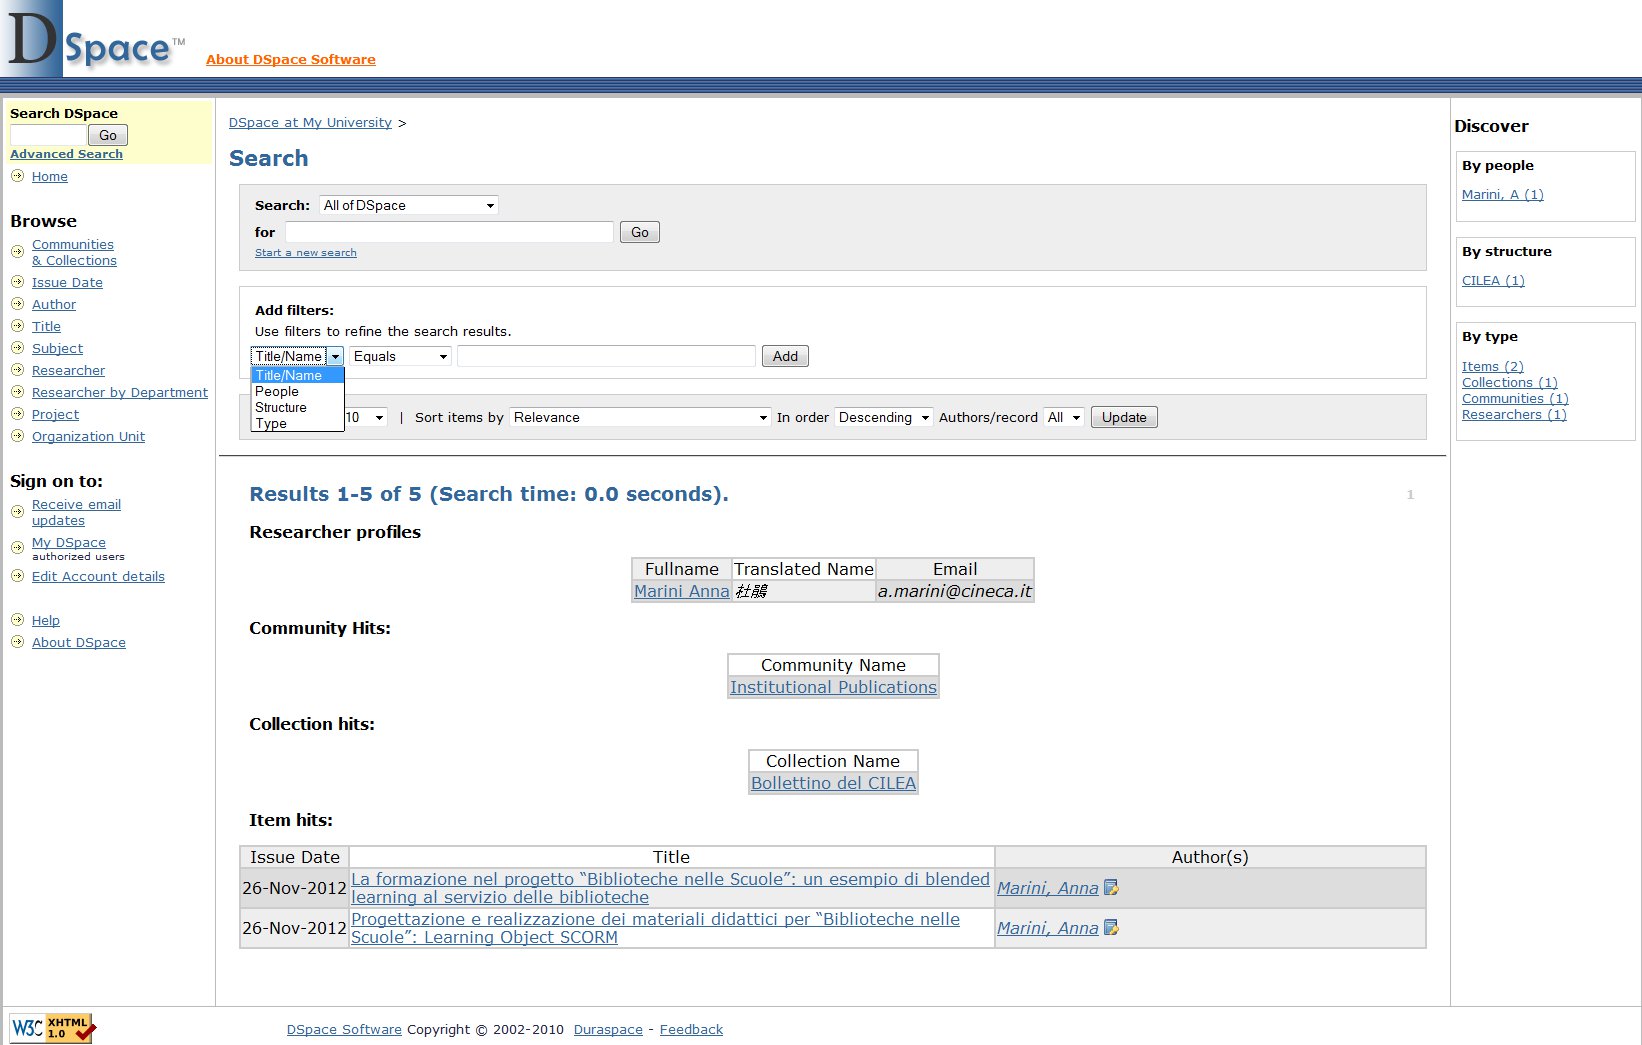 DSpace™
About DSpace Software
Search DSpace
Go
Advanced Search
Home
Browse
Communities
& Collections
Issue Date
Author
Title
Subject
Researcher
Researcher by Department
Project
Organization Unit
Sign on to:
Receive email
updates
My DSpace
authorized users
Edit Account details
Help
About DSpace
DSpace at My University >
Search
Search: All of DSpace
for Go
Start a new search
Add filters:
Use filters to refine the search results.
Title/Name Equals Add
Title/Name
People
Structure
Type
10 | Sort items by Relevance In order Descending Authors/record All Update
Results 1-5 of 5 (Search time: 0.0 seconds).
1
Researcher profiles
Fullname Translated Name Email
Marini Anna 杜鵑 a.marini@cineca.it
Community Hits:
Community Name
Institutional Publications
Collection hits:
Collection Name
Bollettino del CILEA
Item hits:
Issue Date Title Author(s)
26-Nov-2012 La formazione nel progetto “Biblioteche nelle Scuole”: un esempio di blended
learning al servizio delle biblioteche Marini, Anna
26-Nov-2012 Progettazione e realizzazione dei materiali didattici per “Biblioteche nelle
Scuole”: Learning Object SCORM Marini, Anna
Discover
By people
Marini, A (1)
By structure
CILEA (1)
By type
Items (2)
Collections (1)
Communities (1)
Researchers (1)
W3C XHTML
1.0
DSpace Software Copyright © 2002-2010 Duraspace - Feedback